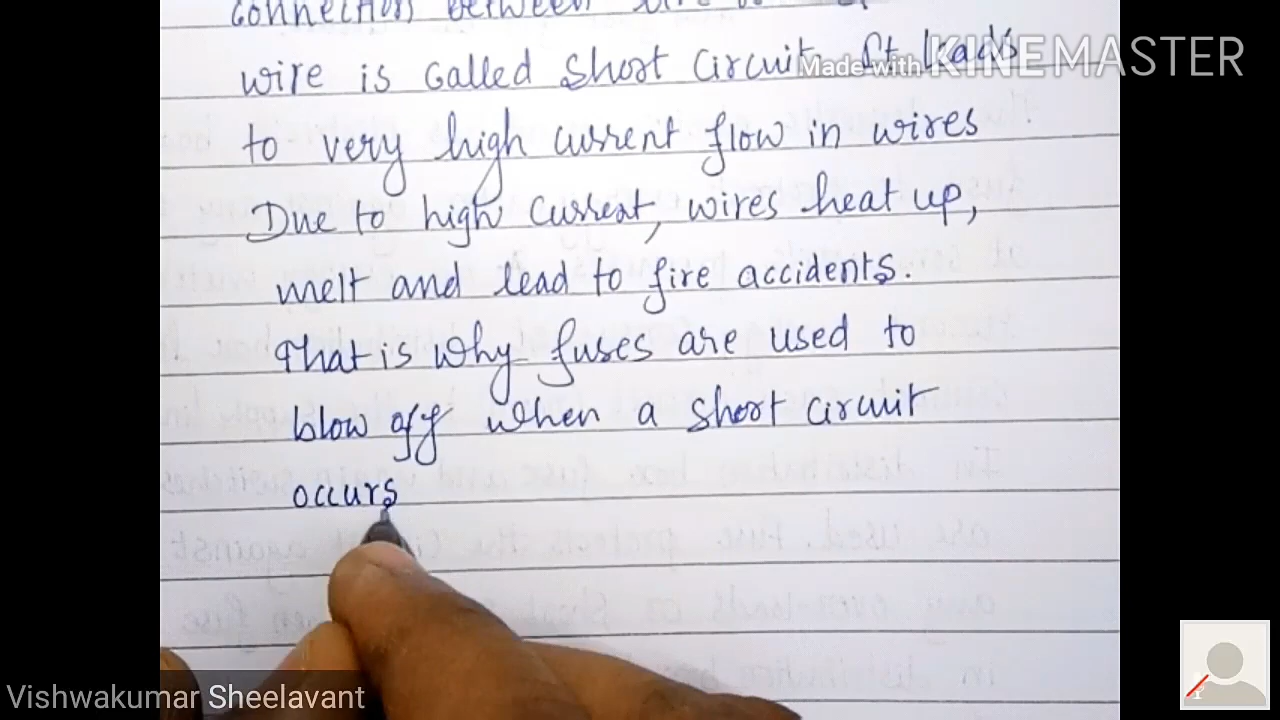 connection between
wire is called short circuit. It leads
to very high current flow in wires
Due to high current, wires heat up,
melt and lead to fire accidents.
That is why fuses are used to
blow off when a short circuit
occurs
Made with KINEMASTER
Vishwakumar Sheelavant